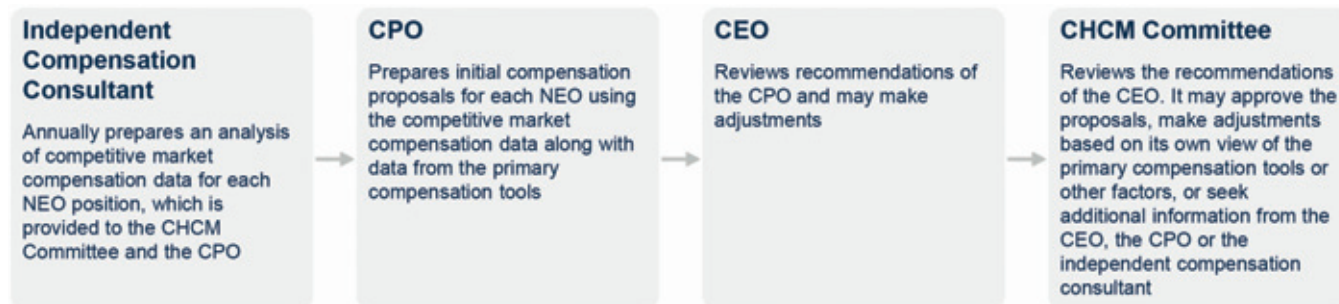 Independent
Compensation
Consultant
Annually prepares an analysis
of competitive market
compensation data for each
NEO position, which is
provided to the CHCM
Committee and the CPO
CPO
Prepares initial compensation
proposals for each NEO using
the competitive market
compensation data along with
data from the primary
compensation tools
CEO
Reviews recommendations of
the CPO and may make
adjustments
CHCM Committee
Reviews the recommendations
of the CEO. It may approve the
proposals, make adjustments
based on its own view of the
primary compensation tools or
other factors, or seek
additional information from the
CEO, the CPO or the
independent compensation
consultant